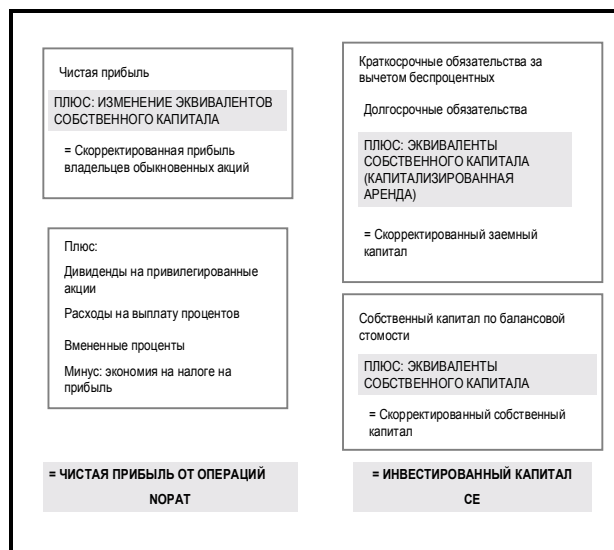 Чистая прибыль
ПЛЮС: ИЗМЕНЕНИЕ ЭКВИВАЛЕНТОВ
СОБСТВЕННОГО КАПИТАЛА
= Скорректированная прибыль
владельцев обыкновенных акций
Плюс:
Дивиденды на привилегированные
акции
Расходы на выплату процентов
Вмененные проценты
Минус: экономия на налоге на
прибыль
= ЧИСТАЯ ПРИБЫЛЬ ОТ ОПЕРАЦИЙ
NOPAT
Краткосрочные обязательства за
вычетом беспроцентных
Долгосрочные обязательства
ПЛЮС: ЭКВИВАЛЕНТЫ
СОБСТВЕННОГО КАПИТАЛА
(КАПИТАЛИЗИРОВАННАЯ
АРЕНДА)
= Скорректированный заемный
капитал
Собственный капитал по балансовой
стомости
ПЛЮС: ЭКВИВАЛЕНТЫ
СОБСТВЕННОГО КАПИТАЛА
= Скорректированный собственный
капитал
= ИНВЕСТИРОВАННЫЙ КАПИТАЛ
CE